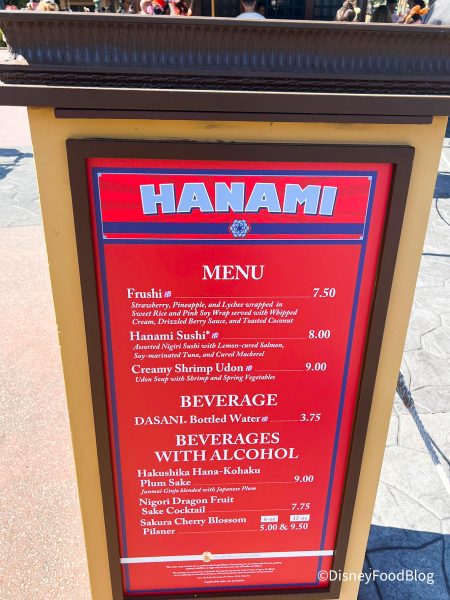 HANAMI
MENU
Frushi 7.50
Strawberry, Pineapple, and Lychee wrapped in
Sweet Rice and Pink Soy Wrap served with Whipped
Cream, Drizzled Berry Sauce, and Toasted Coconut
Hanami Sushi* 8.00
Assorted Nigiri Sushi with Lemon-cured Salmon,
Soy-marinated Tuna, and Cured Mackerel
Creamy Shrimp Udon 9.00
Udon Soup with Shrimp and Spring Vegetables
BEVERAGE
DASANI® Bottled Water 3.75
BEVERAGES
WITH ALCOHOL
Hakushika Hana-Kohaku
Plum Sake 9.00
Junmai Ginjo blended with Japanese Plum
Nigori Dragon Fruit
Sake Cocktail 7.75
Sakura Cherry Blossom 6-oz 12-oz
Pilsner 5.00 & 9.50
©DisneyFoodBlog